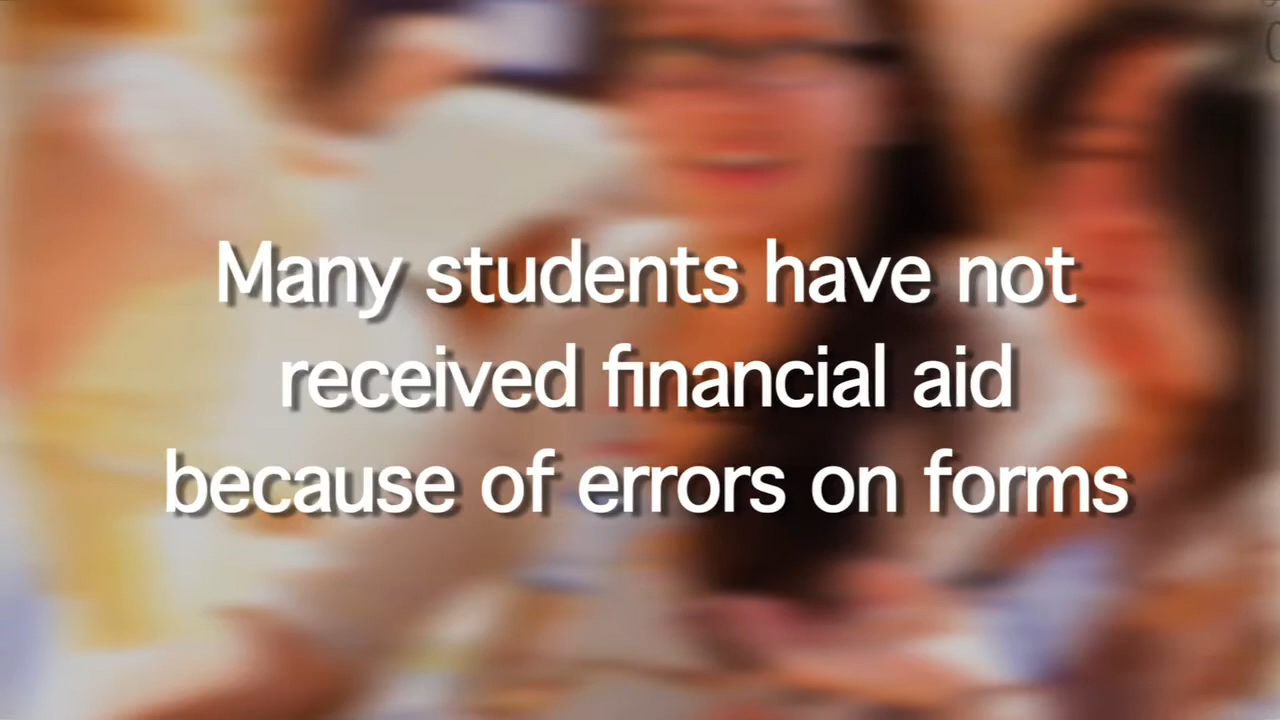 Many students have not
received financial aid
because of errors on forms